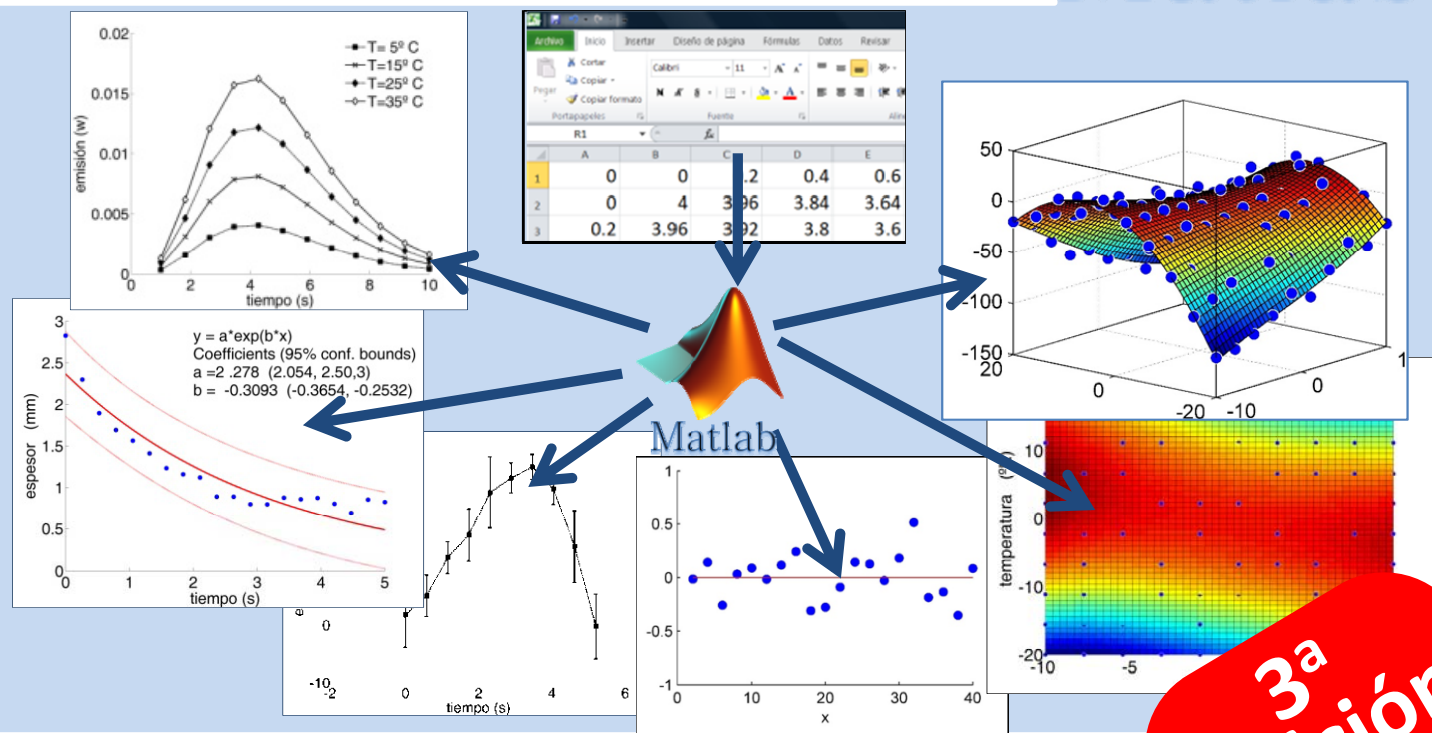 0.02
0.015
0.01
0.005
0
emisión (w)
T= 5º C
T=15º C
T=25º C
T=35º C
0 2 4 6 8 10
tiempo (s)
Archivo Inicio Insertar Diseño de página Fórmulas Datos Revisar
Pegar
Cortar
Copiar
Copiar formato
Calibri 11
N K S
Portapapeles Fuente
R1 fx
A B C D E
1 0 0 .2 0.4 0.6
2 0 4 3.96 3.84 3.64
3 0.2 3.96 3.92 3.8 3.6
50
0
-50
-100
-150
20 0 -20
-10 0 1
3
2.5
2
1.5
1
0.5
0
espesor (mm)
y = a*exp(b*x)
Coefficients (95% conf. bounds)
a =2 .278 (2.054, 2.50,3)
b = -0.3093 (-0.3654, -0.2532)
0 1 2 3 4 5
tiempo (s)
Matlab
0
-10
-2 0 2 4 6
tiempo (s)
1
0.5
0
-0.5
-1
0 10 20 30 40
x
temperatura (º
10
0
-10
-20
-10 -5
3ª